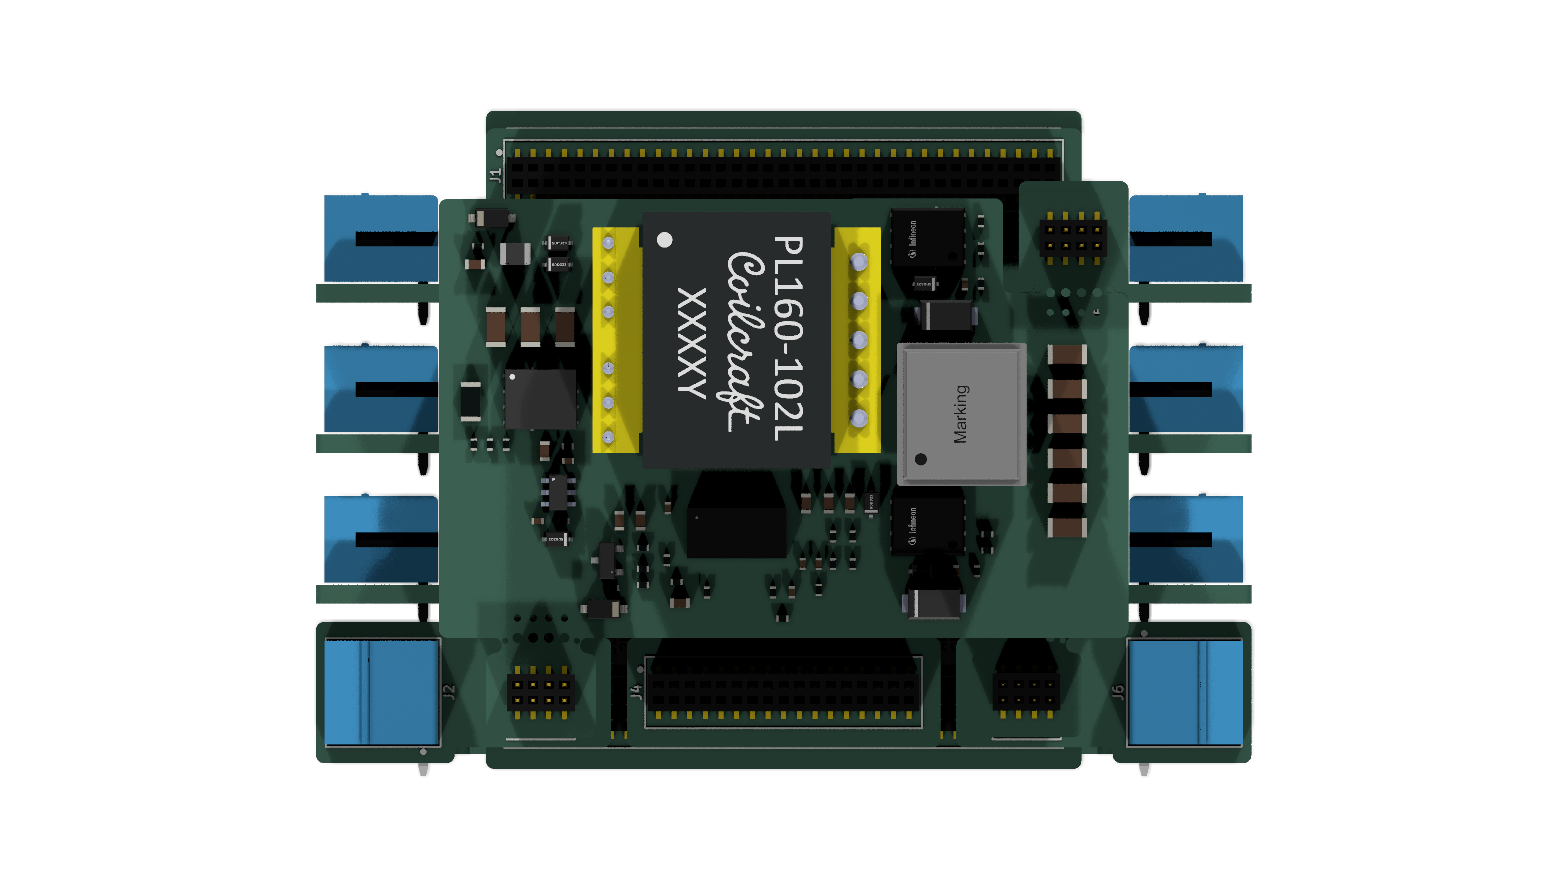 J1
PL160-102L
Coilcraft
XXXXY
Infineon
Marking
Infineon
J2
J4
J6